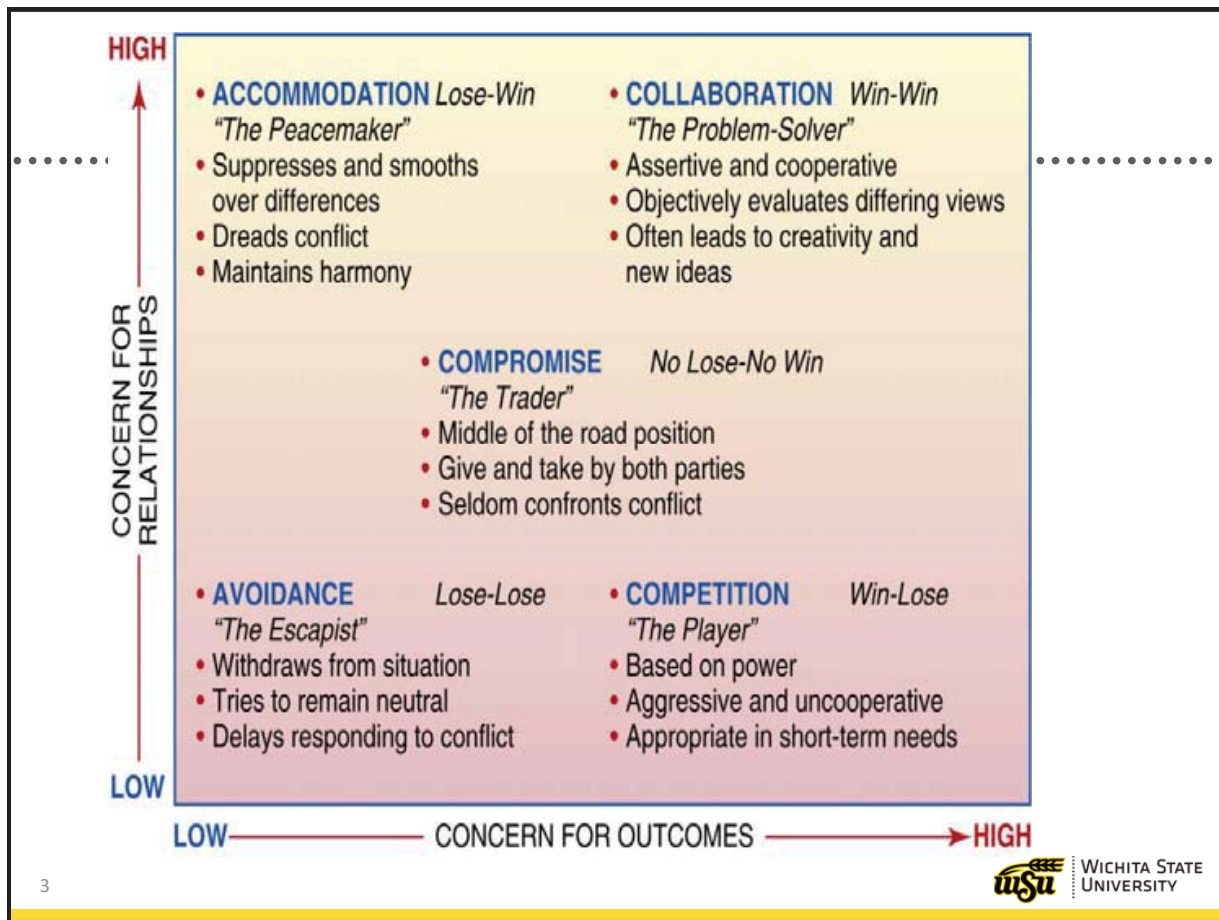 HIGH
• ACCOMMODATION Lose-Win
"The Peacemaker"
• Suppresses and smooths
over differences
• Dreads conflict
• Maintains harmony
• COLLABORATION Win-Win
"The Problem-Solver"
• Assertive and cooperative
• Objectively evaluates differing views
• Often leads to creativity and
new ideas
CONCERN FOR
RELATIONSHIPS
• COMPROMISE No Lose-No Win
"The Trader"
• Middle of the road position
• Give and take by both parties
• Seldom confronts conflict
• AVOIDANCE Lose-Lose
"The Escapist"
• Withdraws from situation
• Tries to remain neutral
• Delays responding to conflict
• COMPETITION Win-Lose
"The Player"
• Based on power
• Aggressive and uncooperative
• Appropriate in short-term needs
LOW
LOW CONCERN FOR OUTCOMES HIGH
3
WSU
WICHITA STATE
UNIVERSITY